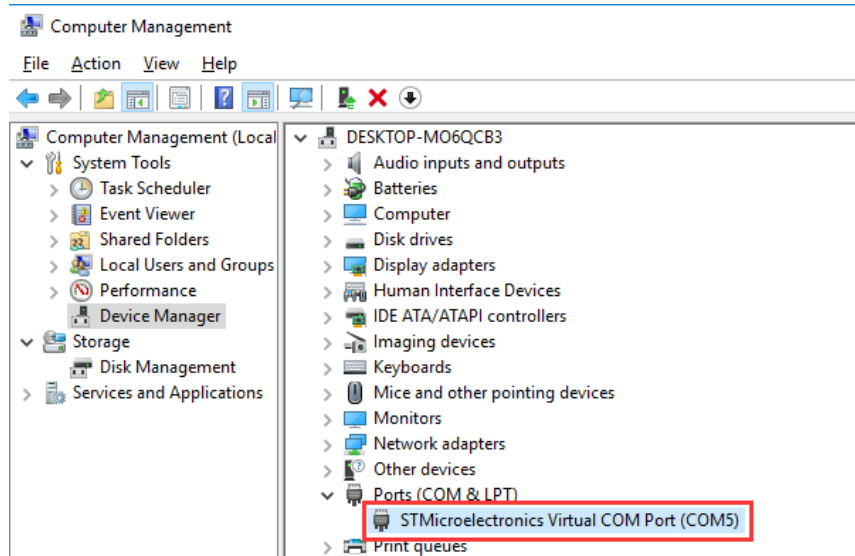 Computer Management
File Action View Help
Computer Management (Local
System Tools
Task Scheduler
Event Viewer
Shared Folders
Local Users and Groups
Performance
Device Manager
Storage
Disk Management
Services and Applications
DESKTOP-MO6QCB3
Audio inputs and outputs
Batteries
Computer
Disk drives
Display adapters
Human Interface Devices
IDE ATA/ATAPI controllers
Imaging devices
Keyboards
Mice and other pointing devices
Monitors
Network adapters
Other devices
Ports (COM & LPT)
STMicroelectronics Virtual COM Port (COM5)
Print queues